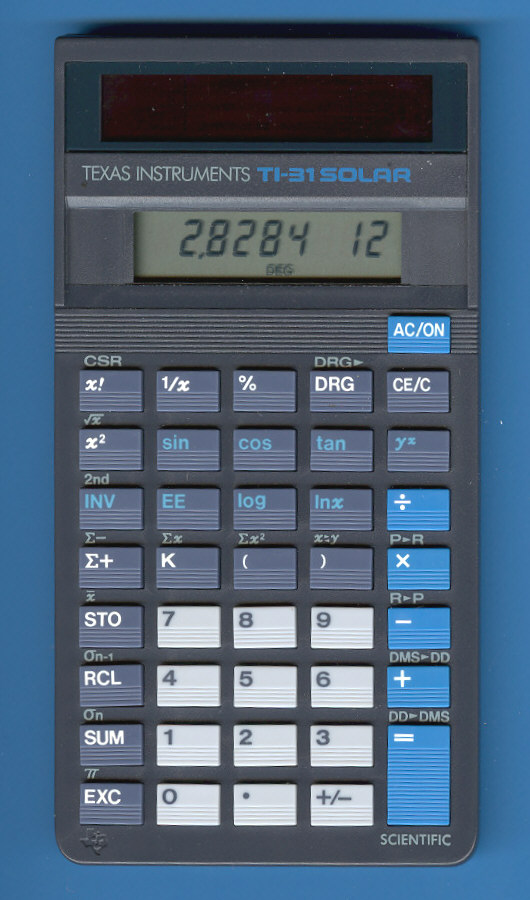 TEXAS INSTRUMENTS TI-31 SOLAR
2,8284 12
DEG
AC/ON
CSR DRG►
x! 1/x % DRG CE/C
√x
x² sin cos tan yˣ
2nd
INV EE log lnx ÷
Σ− Σx Σx² x⇄y P►R
Σ+ K ( ) ×
x̄ R►P
STO 7 8 9 −
σn-1 DMS►DD
RCL 4 5 6 +
σn DD►DMS
SUM 1 2 3 =
π
EXC 0 • +/−
SCIENTIFIC